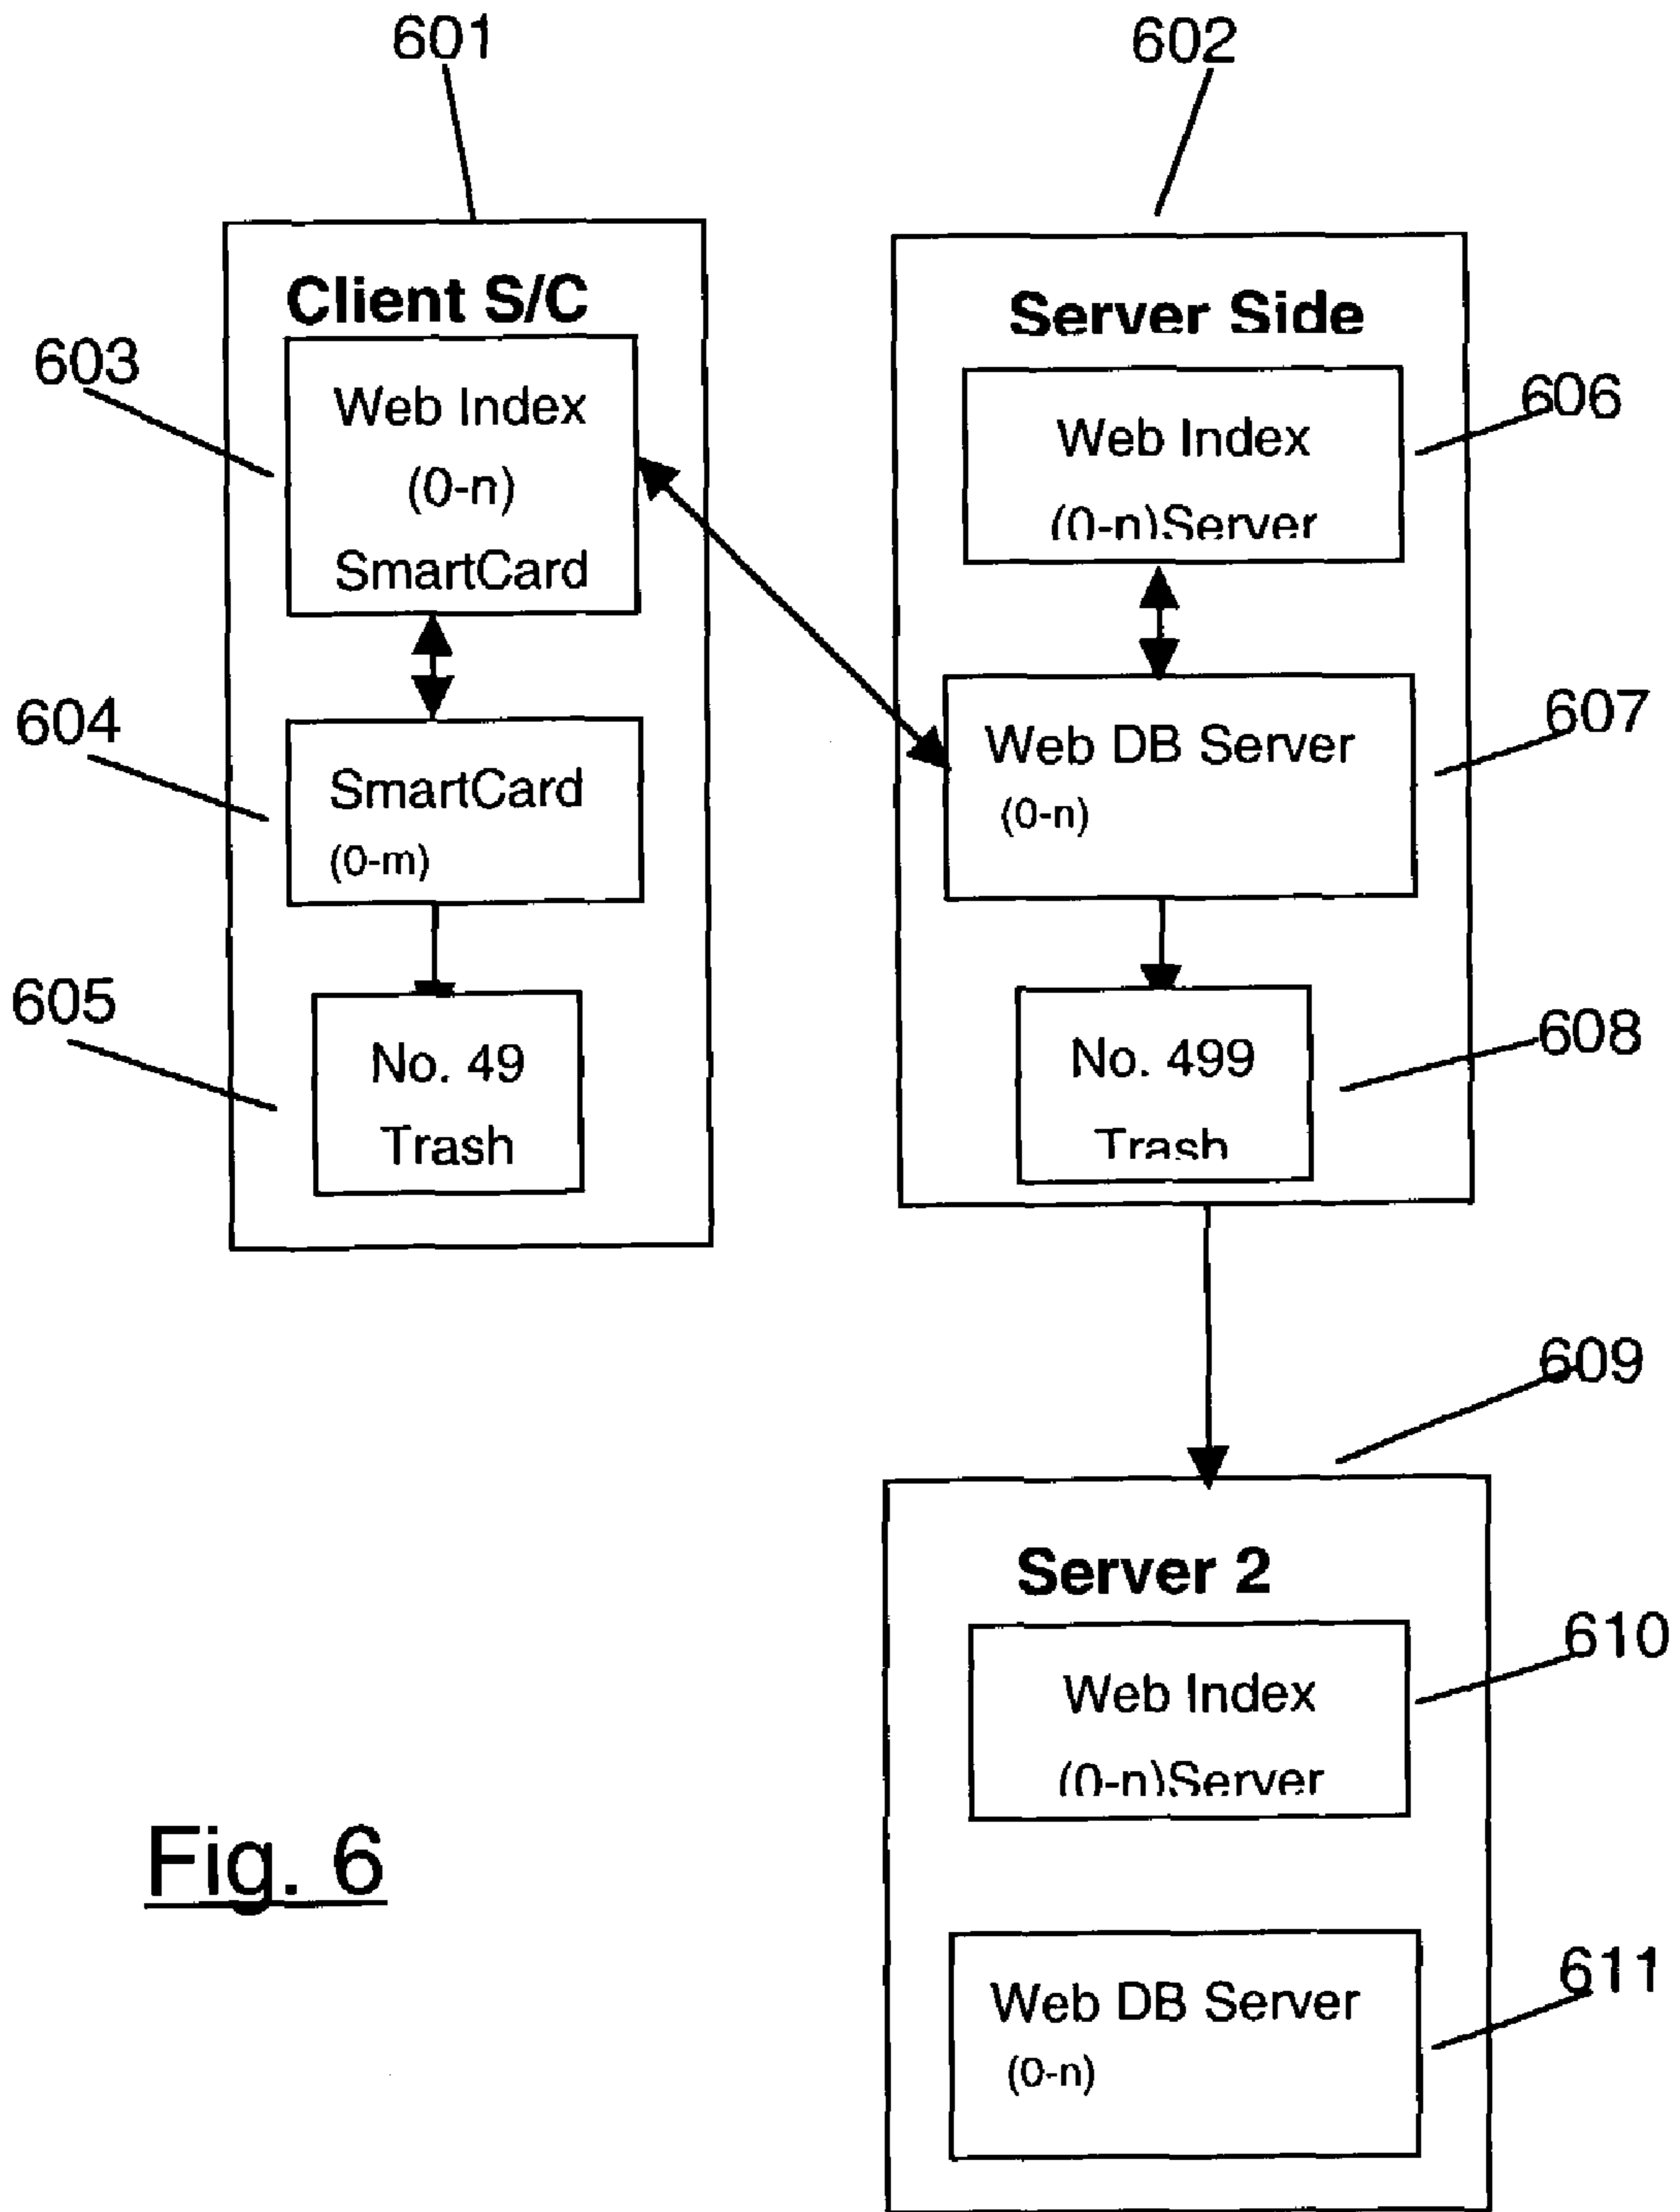 601
602
Client S/C
603
Web Index
(0-n)
SmartCard
604
SmartCard
(0-m)
605
No. 49
Trash
Server Side
606
Web Index
(0-n)Server
607
Web DB Server
(0-n)
608
No. 499
Trash
609
Server 2
610
Web Index
(0-n)Server
611
Web DB Server
(0-n)
Fig. 6